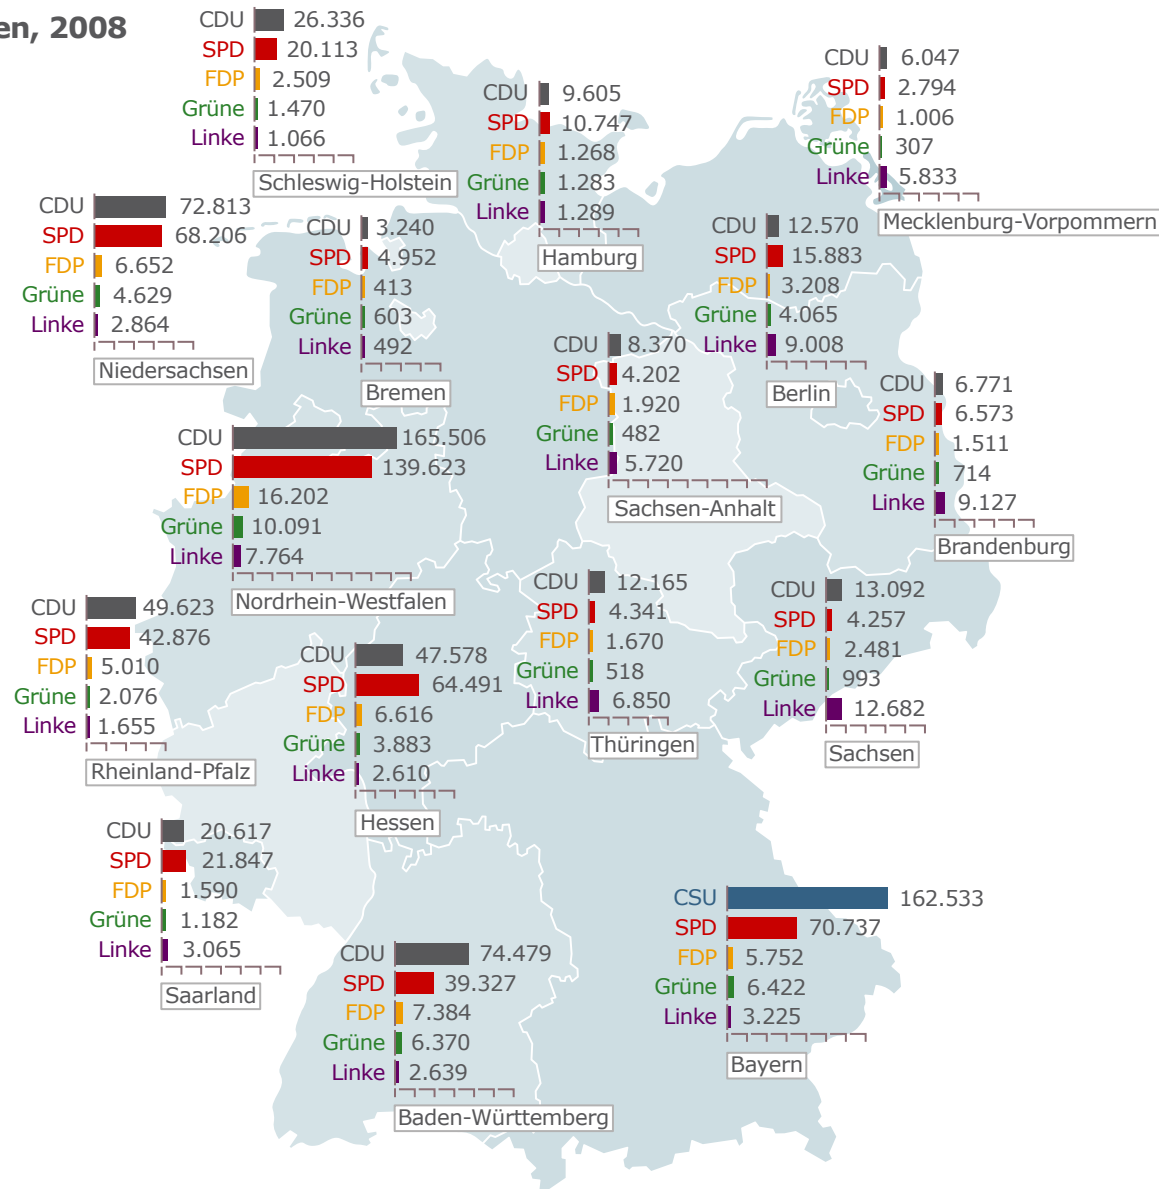 en, 2008
CDU 26.336
SPD 20.113
FDP 2.509
Grüne 1.470
Linke 1.066
Schleswig-Holstein
CDU 9.605
SPD 10.747
FDP 1.268
Grüne 1.283
Linke 1.289
Hamburg
CDU 6.047
SPD 2.794
FDP 1.006
Grüne 307
Linke 5.833
Mecklenburg-Vorpommern
CDU 72.813
SPD 68.206
FDP 6.652
Grüne 4.629
Linke 2.864
Niedersachsen
CDU 3.240
SPD 4.952
FDP 413
Grüne 603
Linke 492
Bremen
CDU 12.570
SPD 15.883
FDP 3.208
Grüne 4.065
Linke 9.008
Berlin
CDU 8.370
SPD 4.202
FDP 1.920
Grüne 482
Linke 5.720
Sachsen-Anhalt
CDU 6.771
SPD 6.573
FDP 1.511
Grüne 714
Linke 9.127
Brandenburg
CDU 165.506
SPD 139.623
FDP 16.202
Grüne 10.091
Linke 7.764
Nordrhein-Westfalen
CDU 12.165
SPD 4.341
FDP 1.670
Grüne 518
Linke 6.850
Thüringen
CDU 13.092
SPD 4.257
FDP 2.481
Grüne 993
Linke 12.682
Sachsen
CDU 49.623
SPD 42.876
FDP 5.010
Grüne 2.076
Linke 1.655
Rheinland-Pfalz
CDU 47.578
SPD 64.491
FDP 6.616
Grüne 3.883
Linke 2.610
Hessen
CDU 20.617
SPD 21.847
FDP 1.590
Grüne 1.182
Linke 3.065
Saarland
CSU 162.533
SPD 70.737
FDP 5.752
Grüne 6.422
Linke 3.225
Bayern
CDU 74.479
SPD 39.327
FDP 7.384
Grüne 6.370
Linke 2.639
Baden-Württemberg